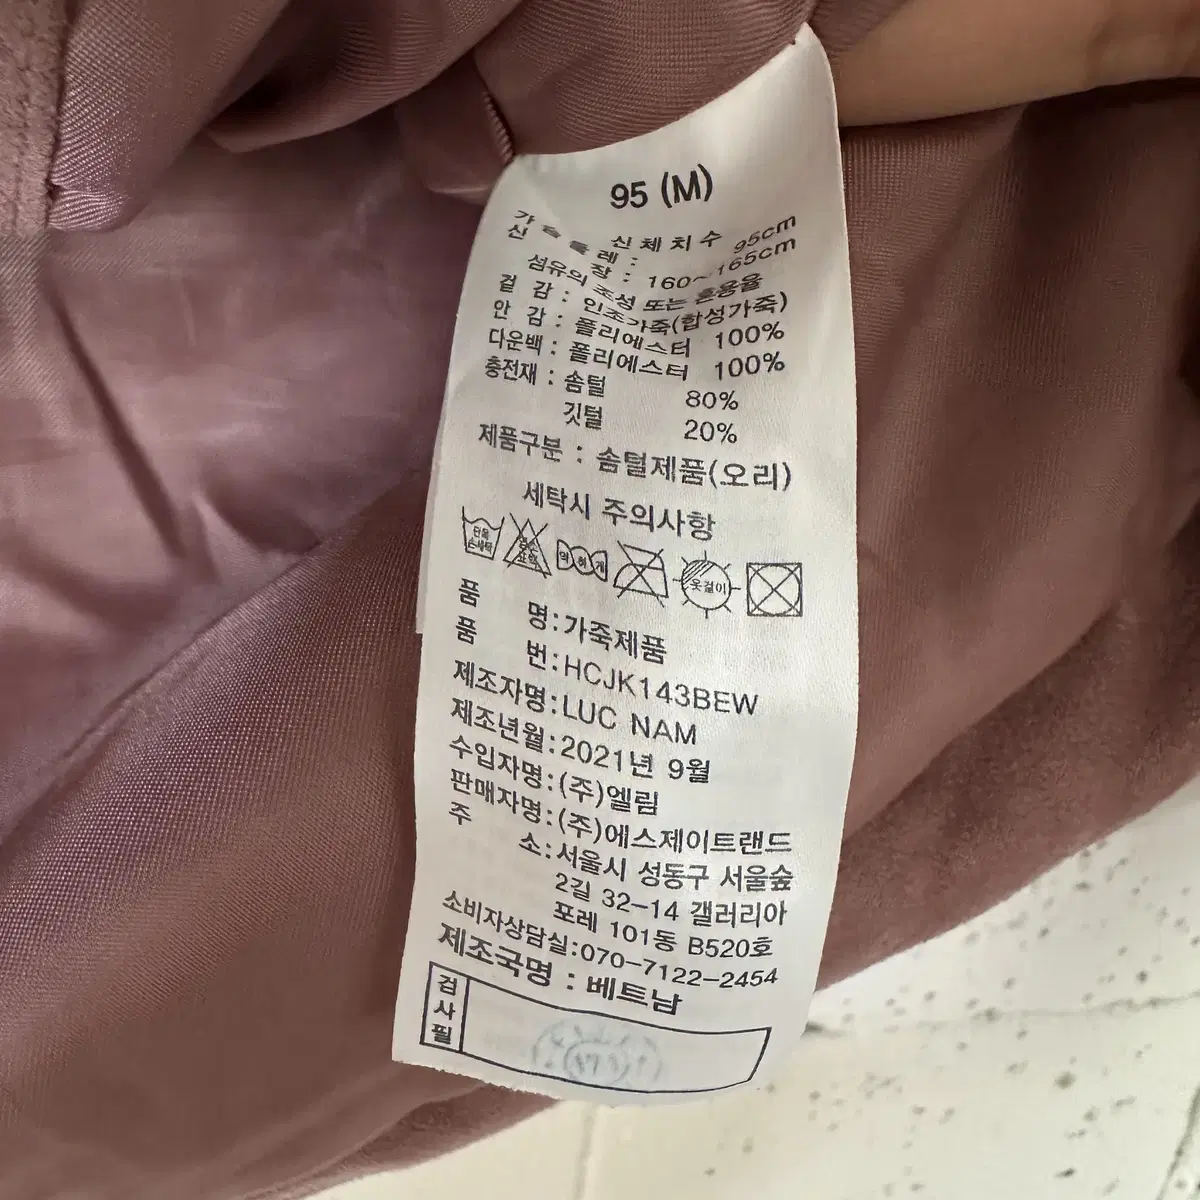 95 (M)
신체치수
가슴둘레 : 95cm
신 장 : 160~165cm
섬유의 조성 또는 혼용율
겉 감 : 인조가죽(합성가죽)
안 감 : 폴리에스터 100%
다운백 : 폴리에스터 100%
충전재 : 솜털 80%
깃털 20%
제품구분 : 솜털제품(오리)
세탁시 주의사항
옷걸이
품 명:가죽제품
품 번:HCJK143BEW
제조자명:LUC NAM
제조년월:2021년 9월
수입자명:(주)엘림
판매자명:(주)에스제이트랜드
주 소:서울시 성동구 서울숲
2길 32-14 갤러리아
포레 101동 B520호
소비자상담실:070-7122-2454
제조국명 : 베트남
검사필